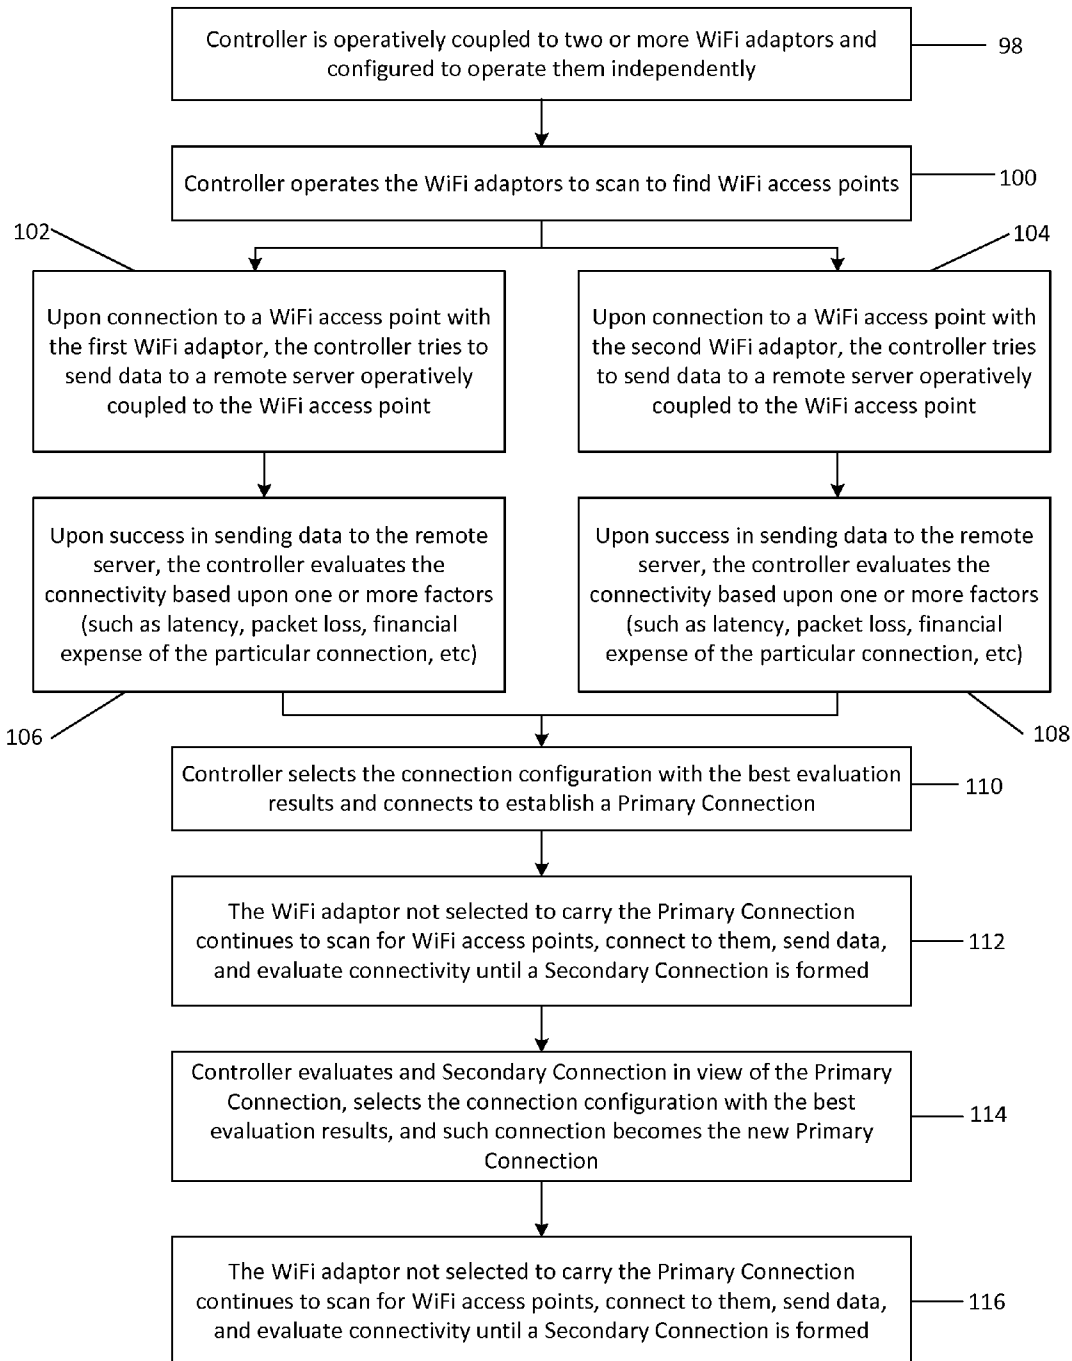 Controller is operatively coupled to two or more WiFi adaptors and
configured to operate them independently
98
Controller operates the WiFi adaptors to scan to find WiFi access points
100
102
104
Upon connection to a WiFi access point with
the first WiFi adaptor, the controller tries to
send data to a remote server operatively
coupled to the WiFi access point
Upon connection to a WiFi access point with
the second WiFi adaptor, the controller tries
to send data to a remote server operatively
coupled to the WiFi access point
Upon success in sending data to the remote
server, the controller evaluates the
connectivity based upon one or more factors
(such as latency, packet loss, financial
expense of the particular connection, etc)
Upon success in sending data to the remote
server, the controller evaluates the
connectivity based upon one or more factors
(such as latency, packet loss, financial
expense of the particular connection, etc)
106
108
Controller selects the connection configuration with the best evaluation
results and connects to establish a Primary Connection
110
The WiFi adaptor not selected to carry the Primary Connection
continues to scan for WiFi access points, connect to them, send data,
and evaluate connectivity until a Secondary Connection is formed
112
Controller evaluates and Secondary Connection in view of the Primary
Connection, selects the connection configuration with the best
evaluation results, and such connection becomes the new Primary
Connection
114
The WiFi adaptor not selected to carry the Primary Connection
continues to scan for WiFi access points, connect to them, send data,
and evaluate connectivity until a Secondary Connection is formed
116